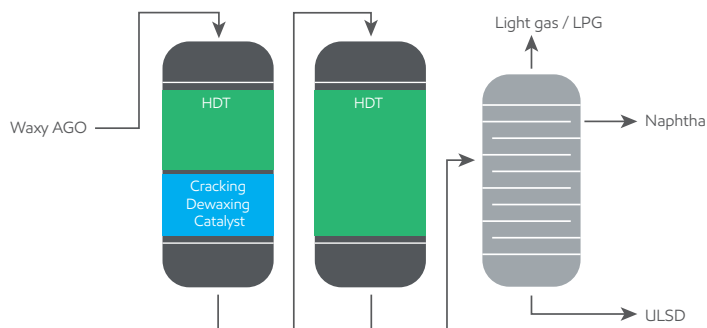 Light gas / LPG
HDT
HDT
Waxy AGO
Naphtha
Cracking
Dewaxing
Catalyst
ULSD